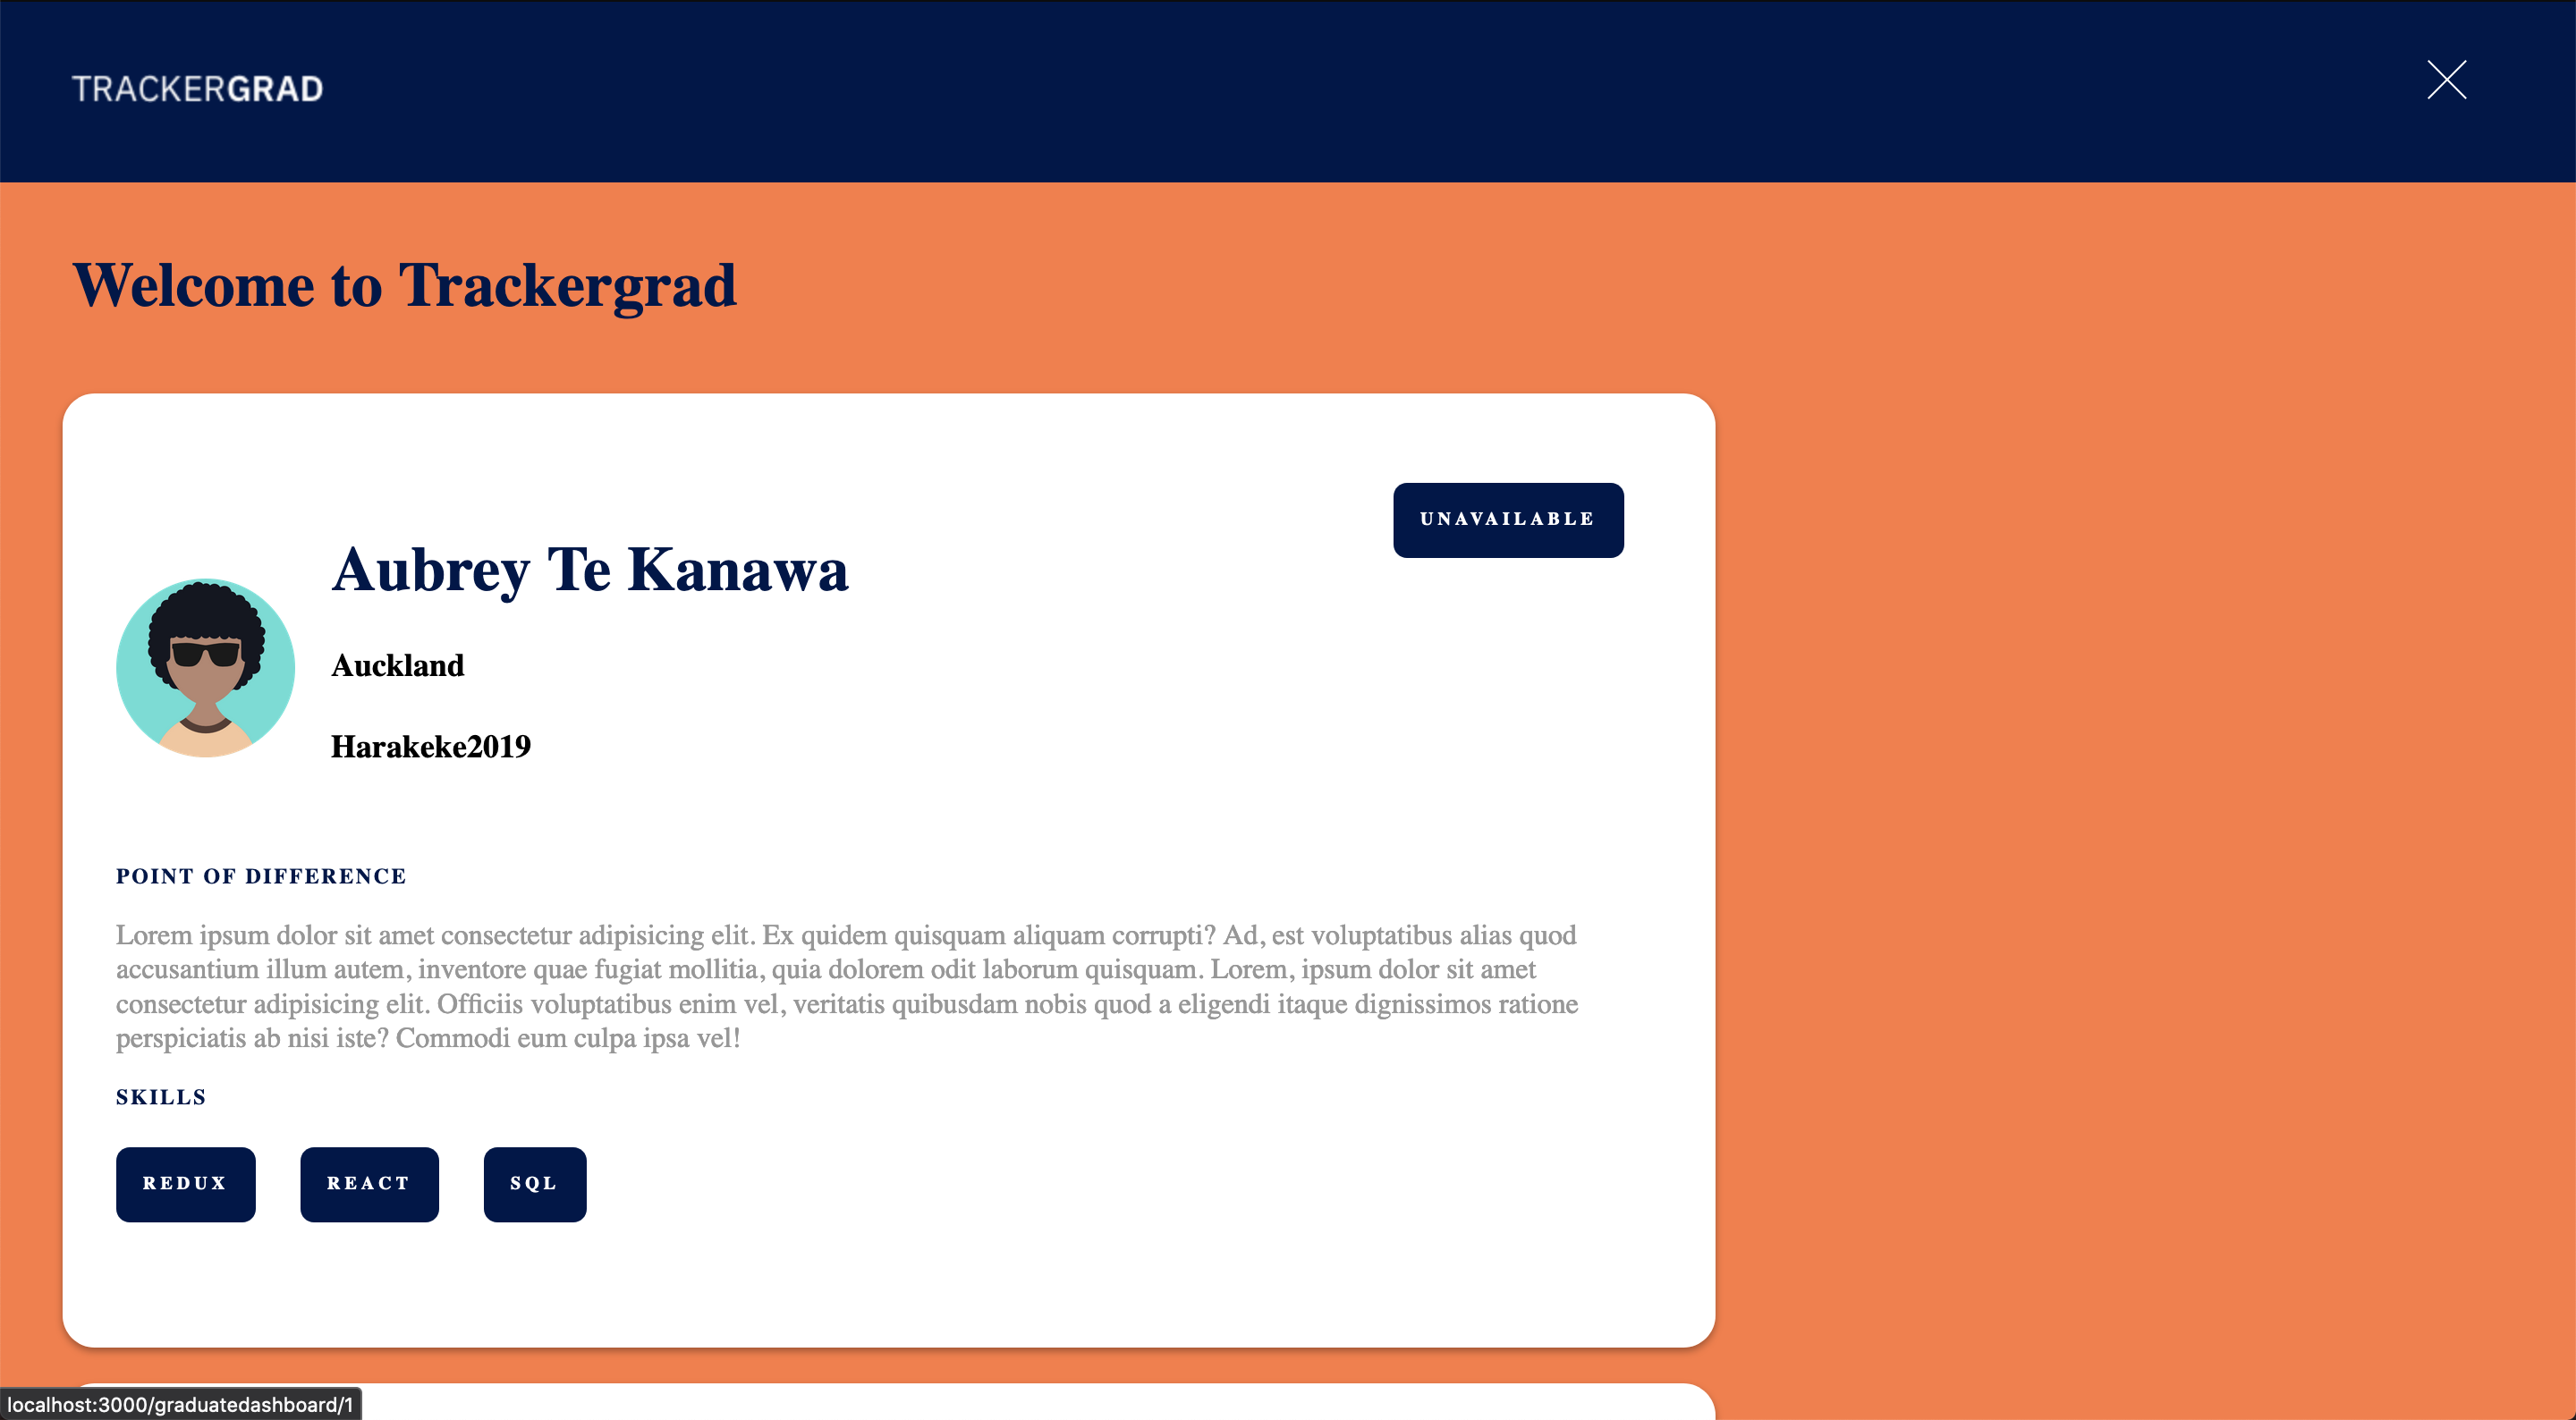 TRACKERGRAD
Welcome to Trackergrad
UNAVAILABLE
Aubrey Te Kanawa
Auckland
Harakeke2019
POINT OF DIFFERENCE
Lorem ipsum dolor sit amet consectetur adipisicing elit. Ex quidem quisquam aliquam corrupti? Ad, est voluptatibus alias quod
accusantium illum autem, inventore quae fugiat mollitia, quia dolorem odit laborum quisquam. Lorem, ipsum dolor sit amet
consectetur adipisicing elit. Officiis voluptatibus enim vel, veritatis quibusdam nobis quod a eligendi itaque dignissimos ratione
perspiciatis ab nisi iste? Commodi eum culpa ipsa vel!
SKILLS
REDUX REACT SQL
localhost:3000/graduatedashboard/1